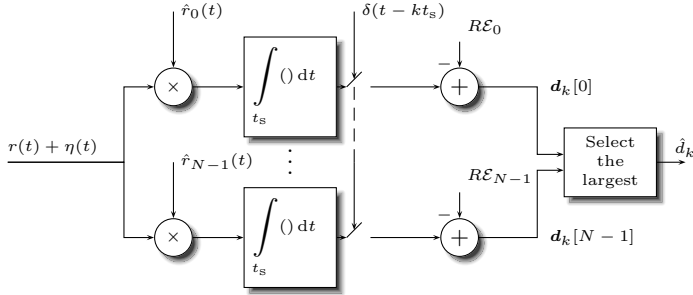 r̂₀(t)
δ(t − kt_s)
Rℰ₀
−
×
∫ () dt
t_s
+
d_k[0]
r(t) + η(t)
r̂_{N−1}(t)
⋮
Select
the
largest
d̂_k
Rℰ_{N−1}
−
×
∫ () dt
t_s
+
d_k[N − 1]